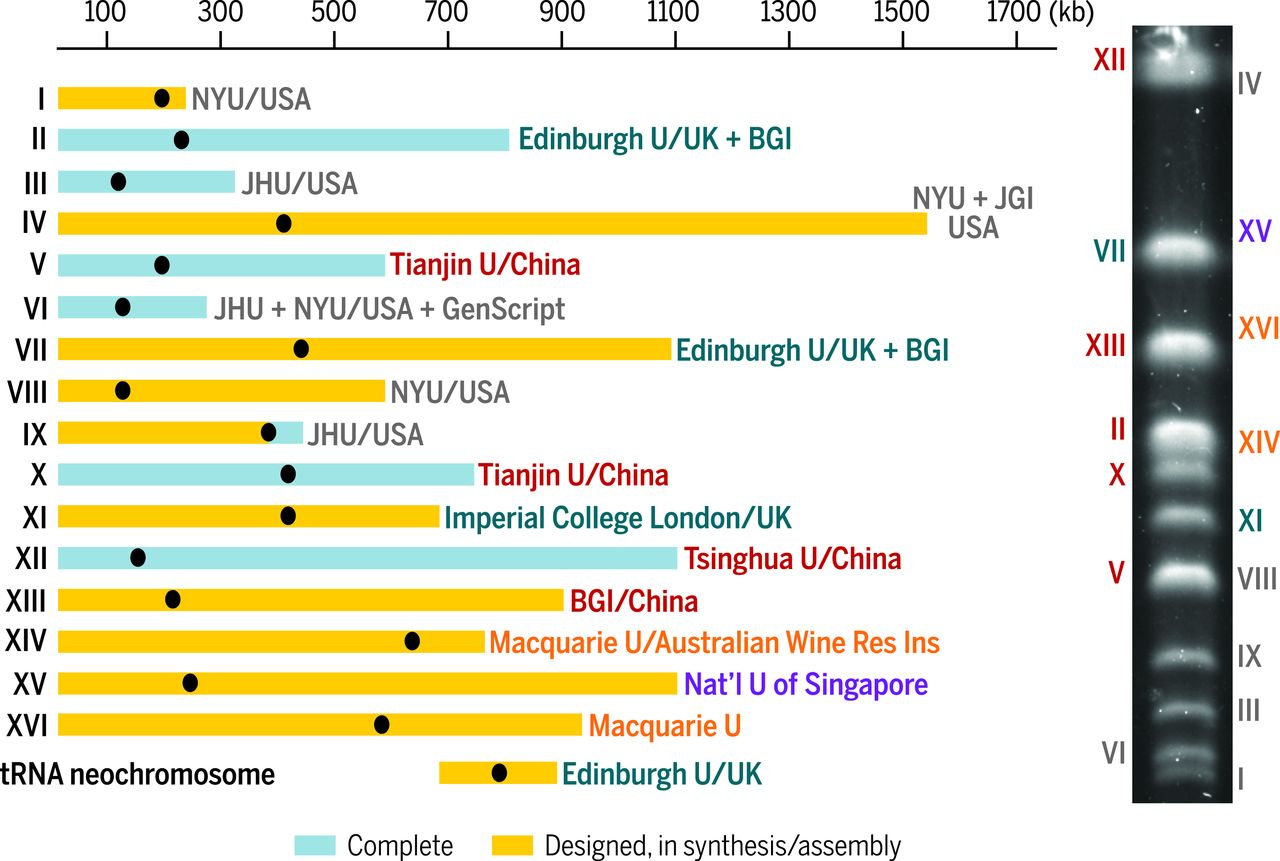 100 300 500 700 900 1100 1300 1500 1700 (kb)
I NYU/USA
II Edinburgh U/UK + BGI
III JHU/USA
IV NYU + JGI
USA
V Tianjin U/China
VI JHU + NYU/USA + GenScript
VII Edinburgh U/UK + BGI
VIII NYU/USA
IX JHU/USA
X Tianjin U/China
XI Imperial College London/UK
XII Tsinghua U/China
XIII BGI/China
XIV Macquarie U/Australian Wine Res Ins
XV Nat’l U of Singapore
XVI Macquarie U
tRNA neochromosome Edinburgh U/UK
Complete Designed, in synthesis/assembly
XII
IV
XV
VII
XVI
XIII
II
XIV
X
XI
V
VIII
IX
III
VI
I